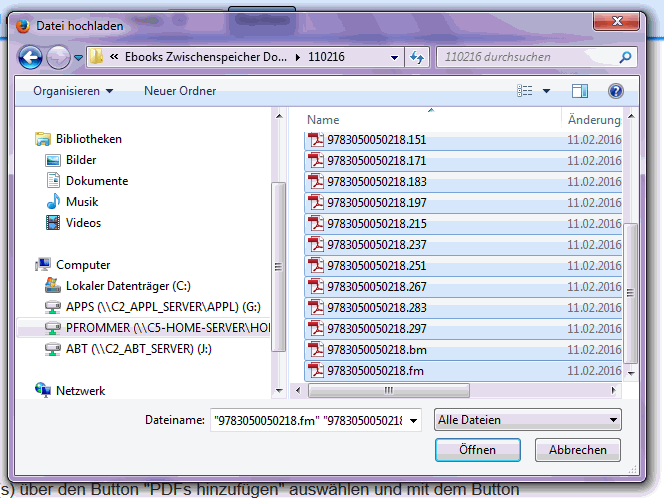 Datei hochladen
« Ebooks Zwischenspeicher Do... 110216
110216 durchsuchen
Organisieren Neuer Ordner
Name Änderung
Bibliotheken
Bilder
Dokumente
Musik
Videos
Computer
Lokaler Datenträger (C:)
APPS (\\C2_APPL_SERVER\APPL) (G:)
PFROMMER (\\C5-HOME-SERVER\HO
ABT (\\C2_ABT_SERVER) (J:)
Netzwerk
9783050050218.151 11.02.2016
9783050050218.171 11.02.2016
9783050050218.183 11.02.2016
9783050050218.197 11.02.2016
9783050050218.215 11.02.2016
9783050050218.237 11.02.2016
9783050050218.251 11.02.2016
9783050050218.267 11.02.2016
9783050050218.283 11.02.2016
9783050050218.297 11.02.2016
9783050050218.bm 11.02.2016
9783050050218.fm 11.02.2016
Dateiname: "9783050050218.fm" "9783050050218 Alle Dateien
Öffnen Abbrechen
s) über den Button "PDFs hinzufügen" auswählen und mit dem Button